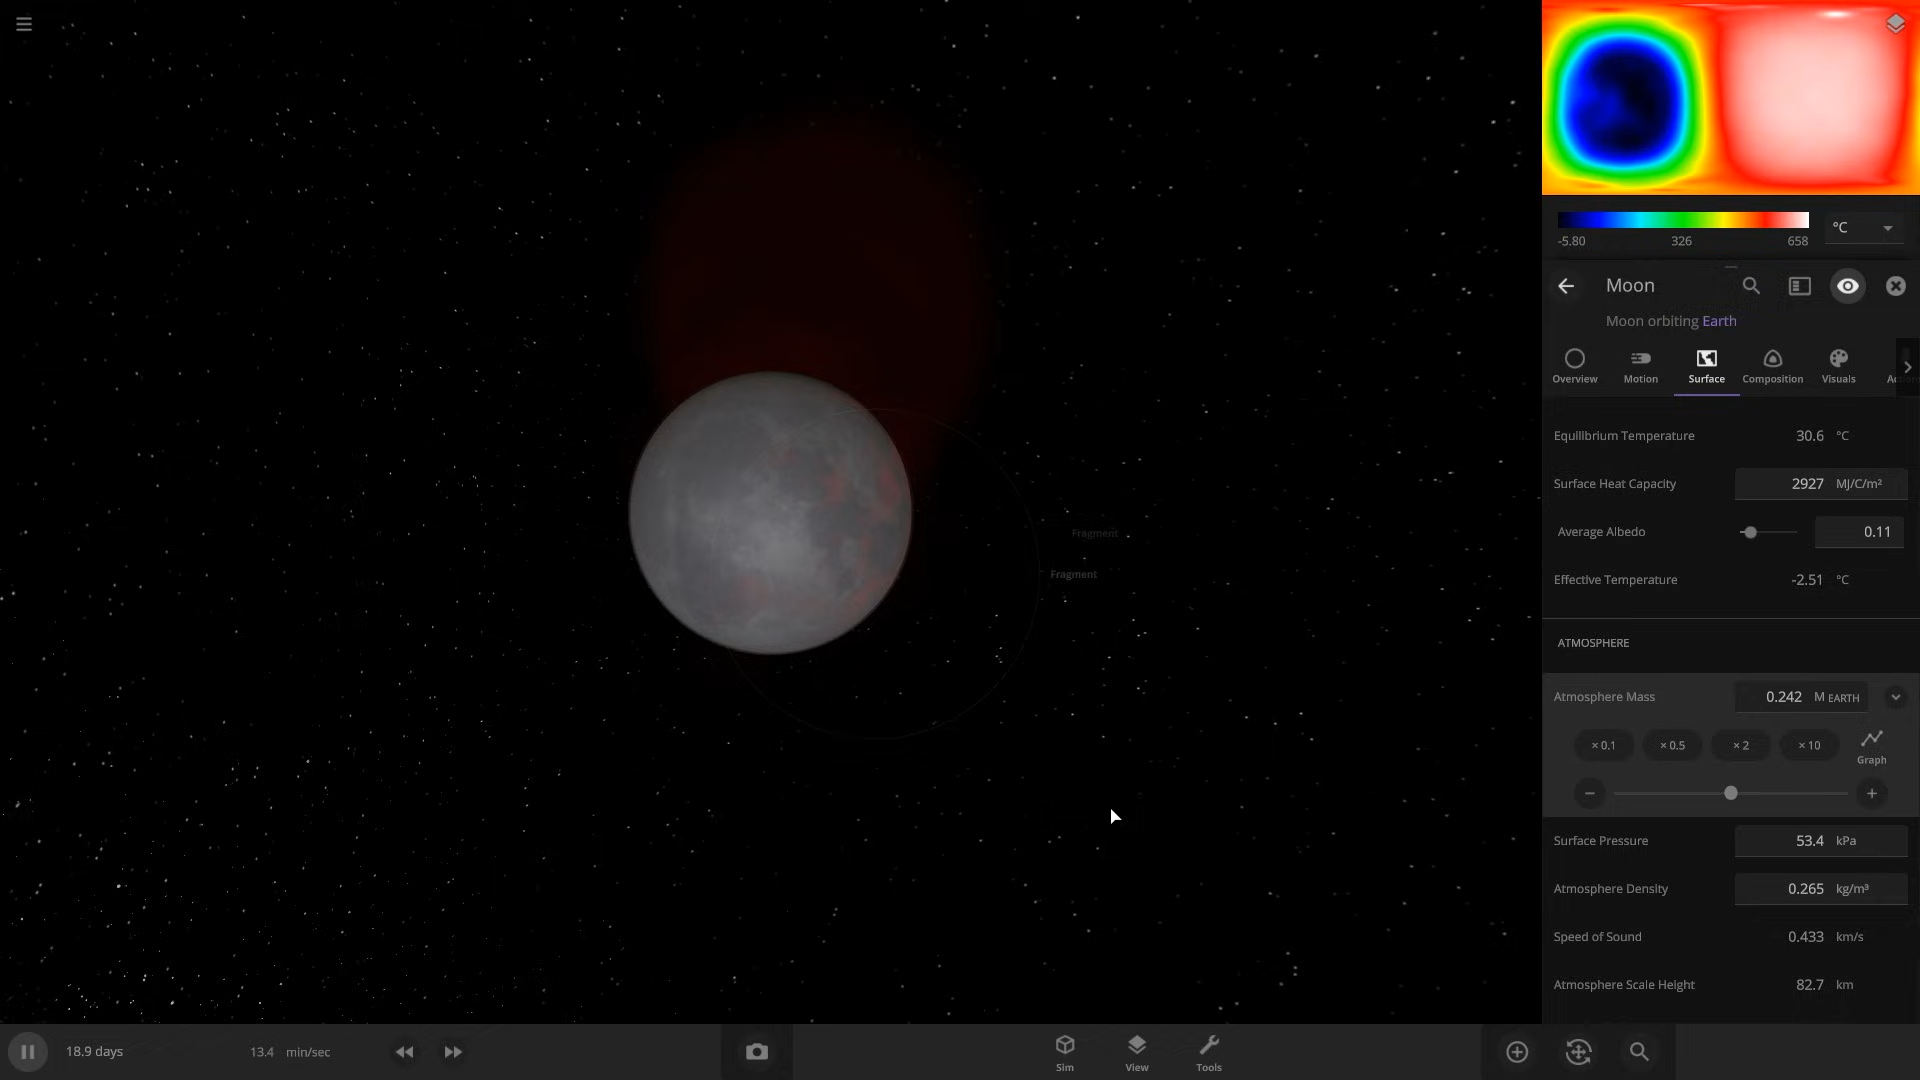 °C
-5.80 326 658
Moon
Moon orbiting Earth
Overview Motion Surface Composition Visuals
Equilibrium Temperature 30.6 °C
Surface Heat Capacity 2927 MJ/C/m²
Average Albedo 0.11
Effective Temperature -2.51 °C
Fragment
Fragment
ATMOSPHERE
Atmosphere Mass 0.242 M EARTH
× 0.1 × 0.5 × 2 × 10 Graph
Surface Pressure 53.4 kPa
Atmosphere Density 0.265 kg/m³
Speed of Sound 0.433 km/s
Atmosphere Scale Height 82.7 km
18.9 days 13.4 min/sec
Sim View Tools